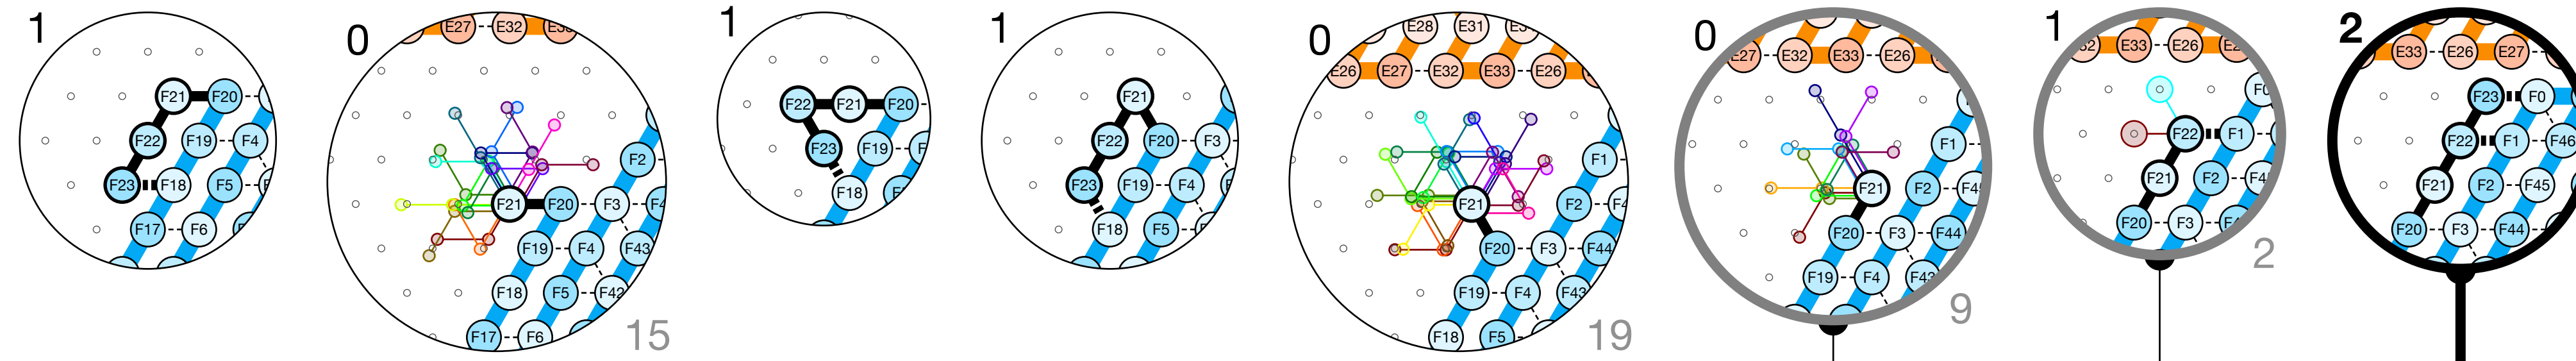 1
F21 F20
F22 F19 F4
F23 F18 F5
F17 F6
0
E27 E32
F2
F21 F20 F3
F19 F4 F43
F18 F5 F42
F17 F6
15
1
F22 F21 F20
F23 F19
F18
1
F21
F22 F20 F3
F23 F19 F4
F18 F5
0
E28 E31
E26 E27 E32 E33 E26
F1
F21 F2
F20 F3 F44
F19 F4 F43
F18 F5
19
0
E27 E32 E33 E26
F1
F21 F2
F20 F3 F44
F19 F4 F43
9
1
E33 E26
F0
F22 F1
F21 F2
F20 F3
2
2
E33 E26 E27
F23 F0
F22 F1 F46
F21 F2 F45
F20 F3 F44